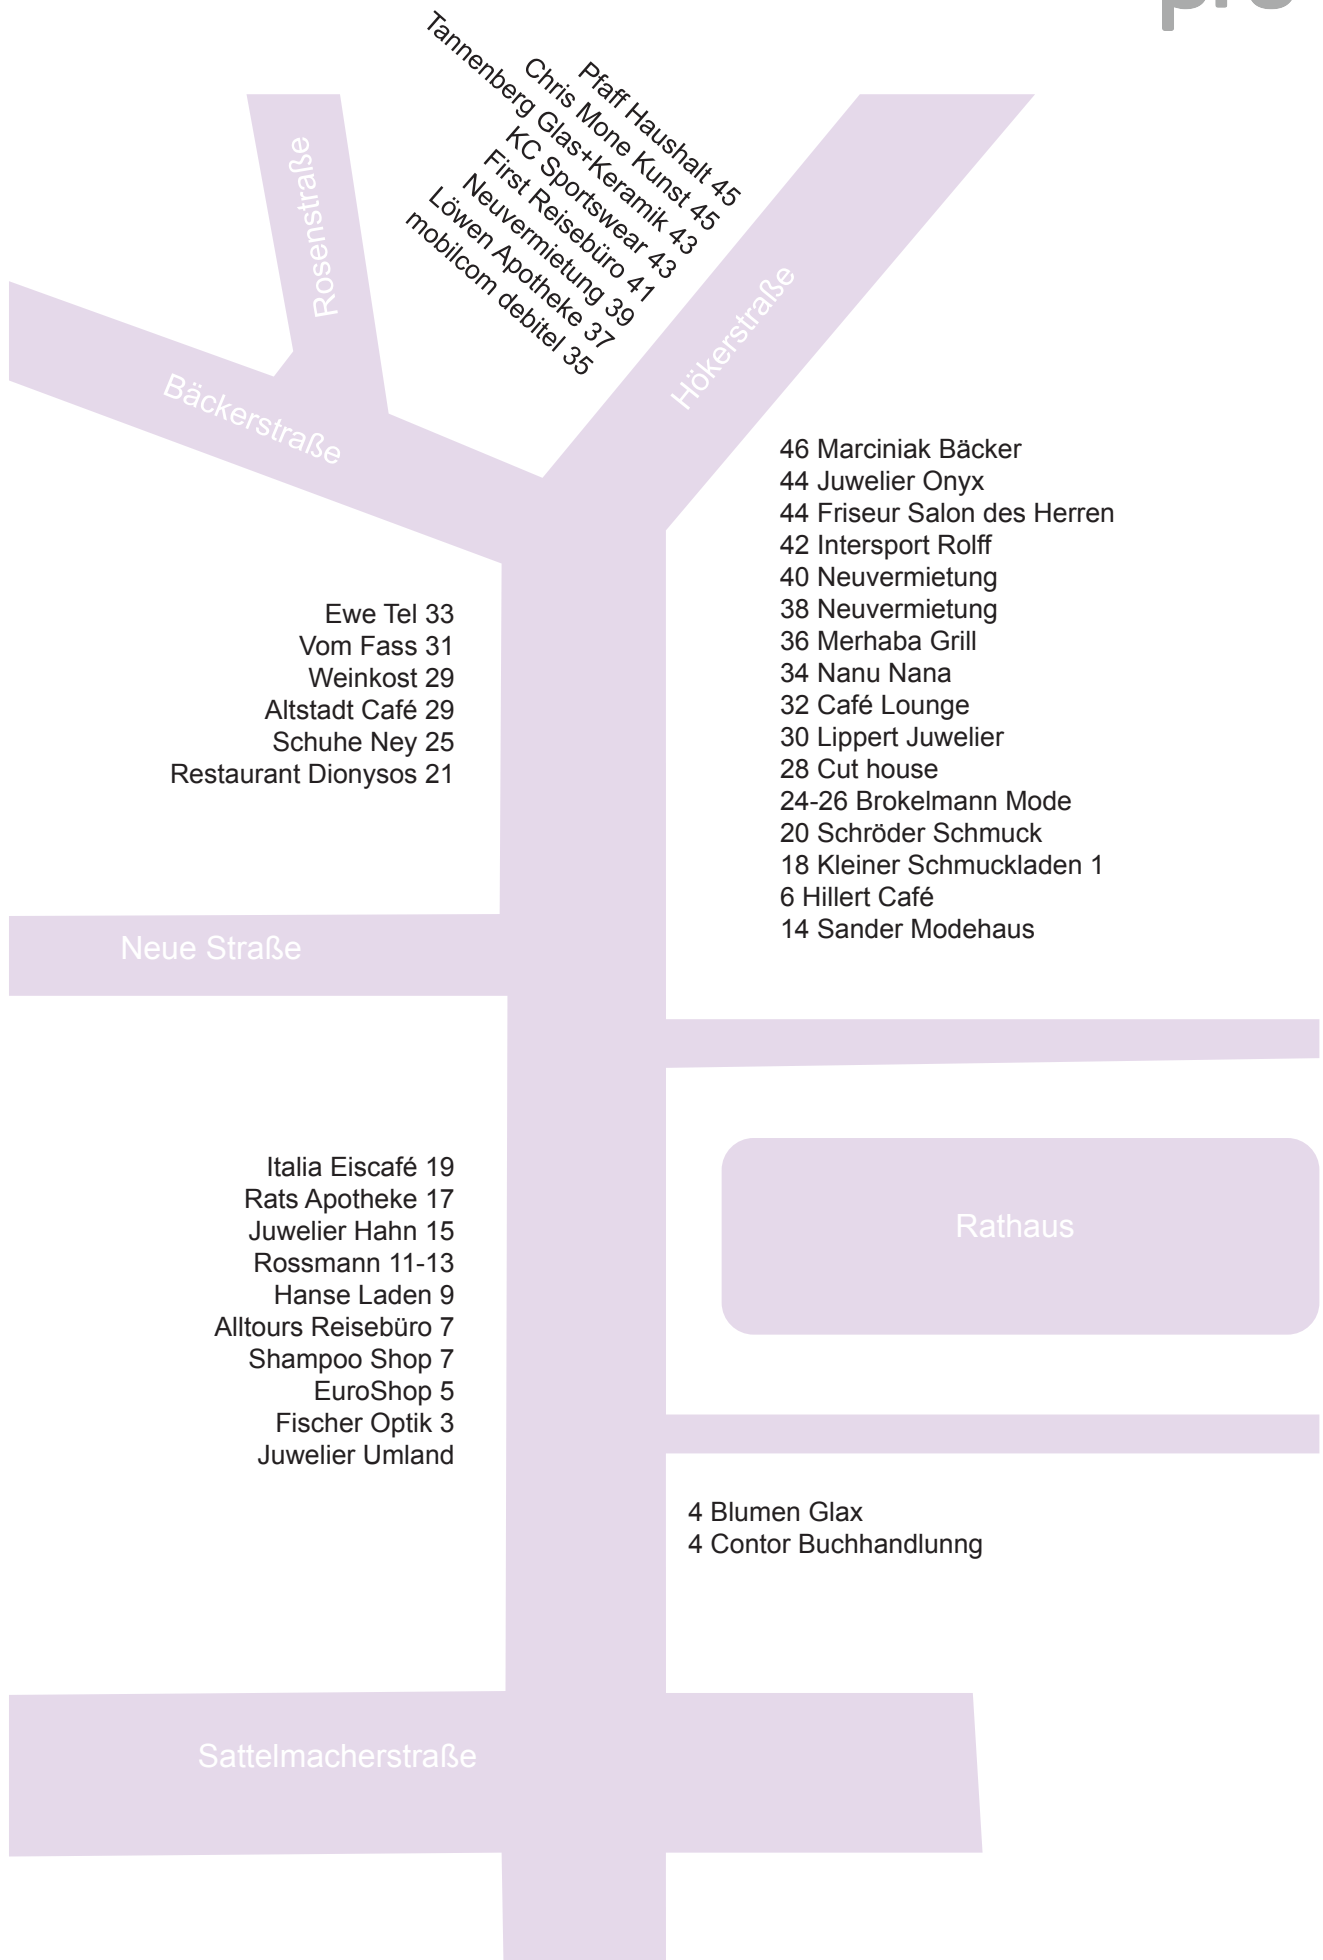 Pfaff Haushalt 45
Chris Mone Kunst 45
Tannenberg Glas+Keramik 43
KC Sportswear 43
First Reisebüro 41
Neuvermietung 39
Löwen Apotheke 37
mobilcom debitel 35
Rosenstraße
Hökerstraße
Bäckerstraße
46 Marciniak Bäcker
44 Juwelier Onyx
44 Friseur Salon des Herren
42 Intersport Rolff
40 Neuvermietung
38 Neuvermietung
36 Merhaba Grill
34 Nanu Nana
32 Café Lounge
30 Lippert Juwelier
28 Cut house
24-26 Brokelmann Mode
20 Schröder Schmuck
18 Kleiner Schmuckladen 1
6 Hillert Café
14 Sander Modehaus
Ewe Tel 33
Vom Fass 31
Weinkost 29
Altstadt Café 29
Schuhe Ney 25
Restaurant Dionysos 21
Neue Straße
Italia Eiscafé 19
Rats Apotheke 17
Juwelier Hahn 15
Rossmann 11-13
Hanse Laden 9
Alltours Reisebüro 7
Shampoo Shop 7
EuroShop 5
Fischer Optik 3
Juwelier Umland
Rathaus
4 Blumen Glax
4 Contor Buchhandlunng
Sattelmacherstraße